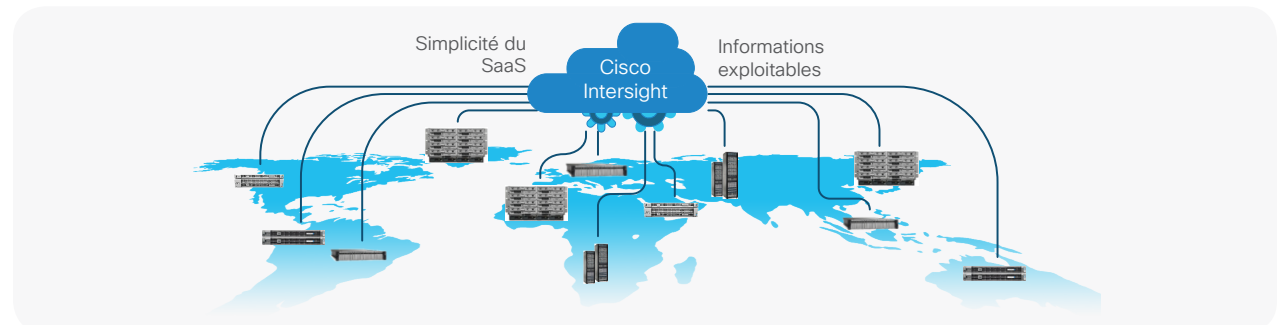 Simplicité du
SaaS
Cisco
Intersight
Informations
exploitables